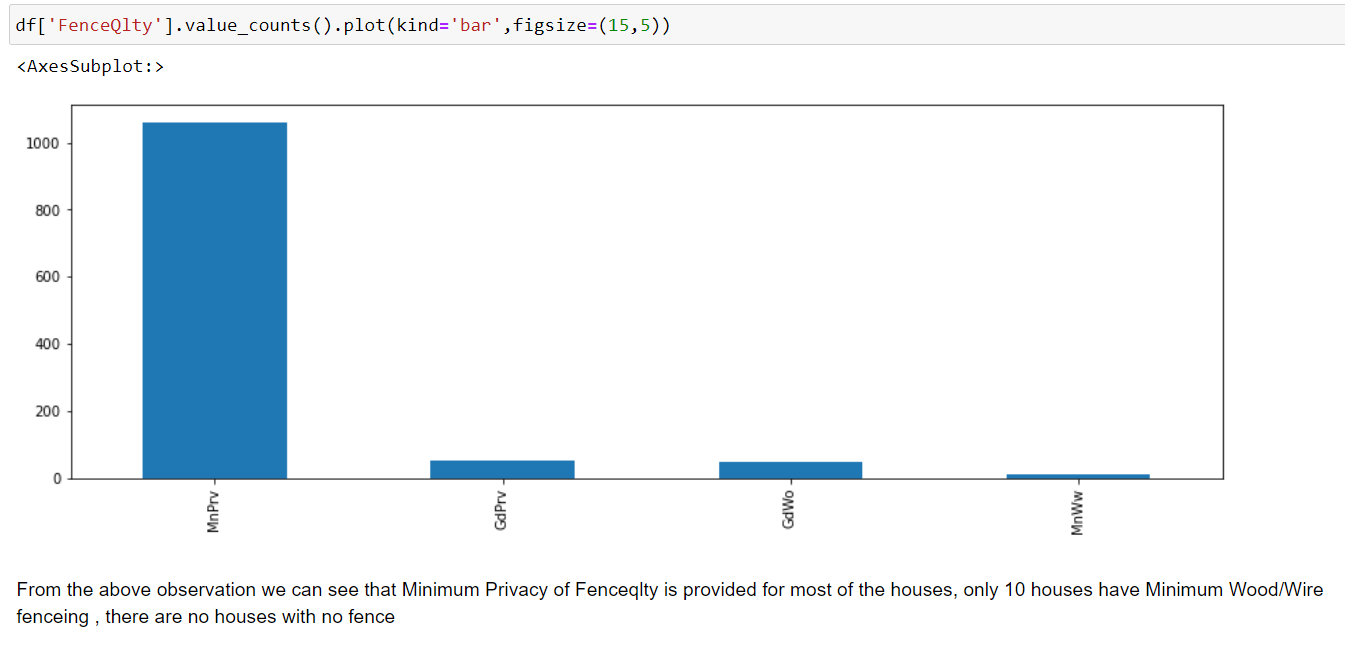 df['FenceQlty'].value_counts().plot(kind='bar',figsize=(15,5))
<AxesSubplot:>
1000
800
600
400
200
0
MnPrv
GdPrv
GdWo
MnWw
From the above observation we can see that Minimum Privacy of Fenceqlty is provided for most of the houses, only 10 houses have Minimum Wood/Wire
fenceing , there are no houses with no fence